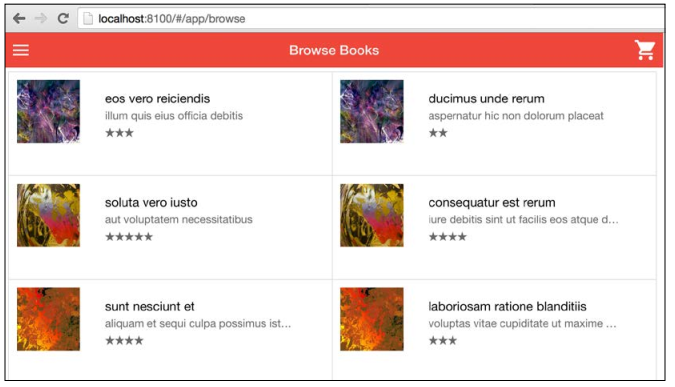 localhost:8100/#/app/browse
Browse Books
eos vero reiciendis
illum quis eius officia debitis
★★★
ducimus unde rerum
aspernatur hic non dolorum placeat
★★
soluta vero iusto
aut voluptatem necessitatibus
★★★★★
consequatur est rerum
iure debitis sint ut facilis eos atque d…
★★★★
sunt nesciunt et
aliquam et sequi culpa possimus ist…
★★★★
laboriosam ratione blanditiis
voluptas vitae cupiditate ut maxime …
★★★